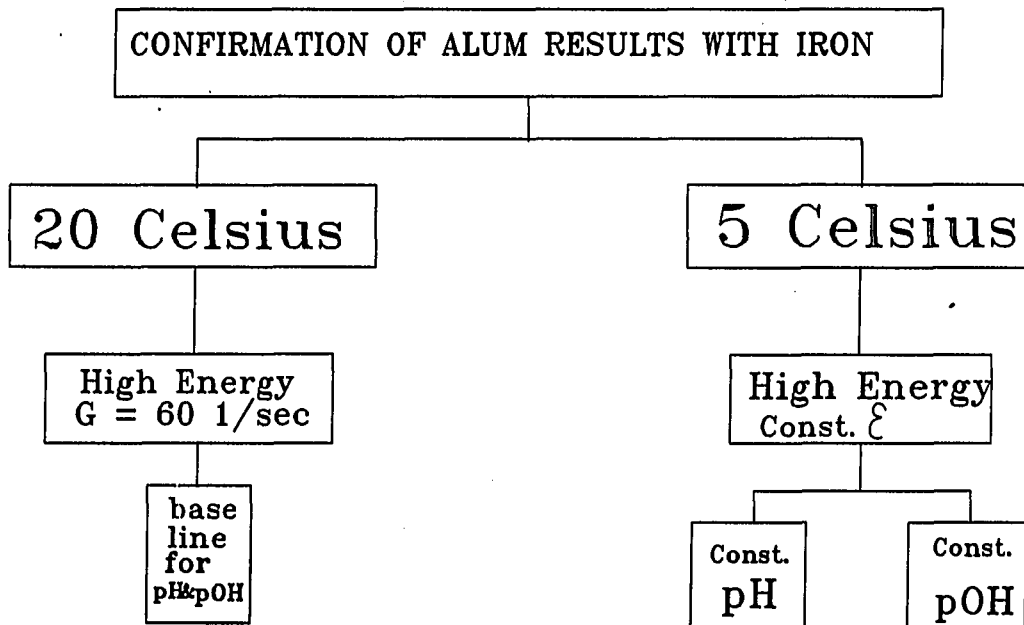 CONFIRMATION OF ALUM RESULTS WITH IRON
20 Celsius
5 Celsius
High Energy
G = 60 1/sec
High Energy
Const. ℰ
base
line
for
pH&pOH
Const.
pH
Const.
pOH